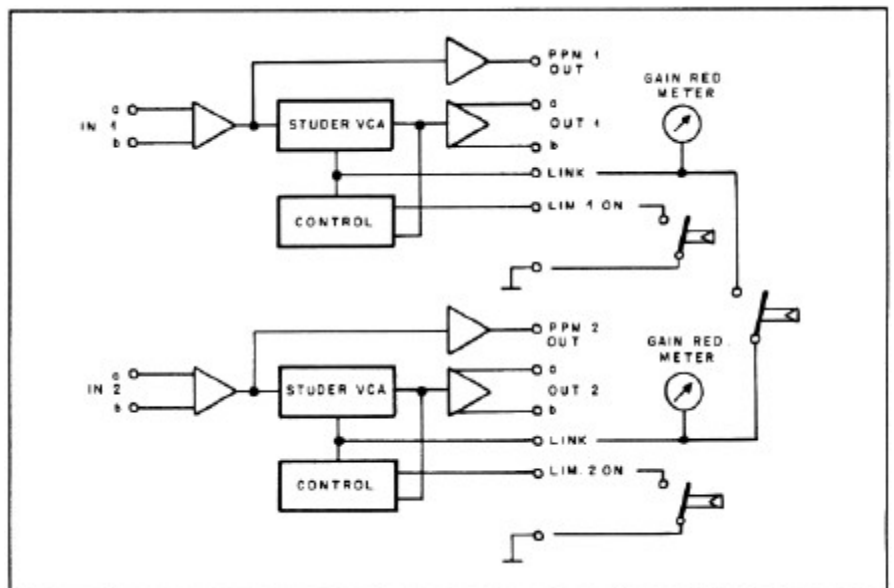 PPM 1
OUT
GAIN RED
METER
a
IN 1
b
STUDER VCA
a
OUT 1
b
LINK
CONTROL
LIM. 1 ON
PPM 2
OUT
GAIN RED.
METER
a
IN 2
b
STUDER VCA
a
OUT 2
b
LINK
CONTROL
LIM. 2 ON